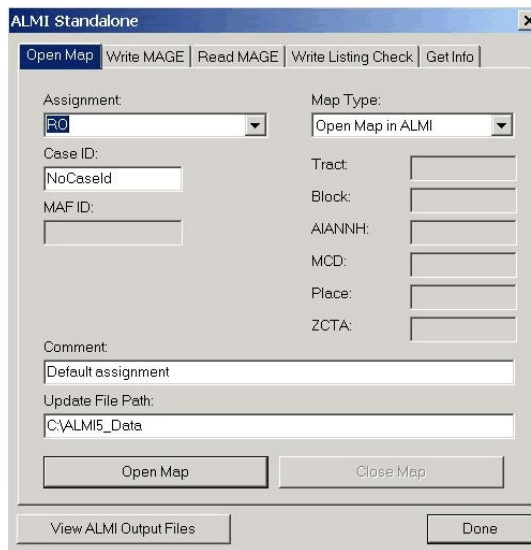 ALMI Standalone
Open Map Write MAGE Read MAGE Write Listing Check Get Info
Assignment: Map Type:
RO Open Map in ALMI
Case ID:
NoCaseId
MAF ID:
Tract:
Block:
AIANNH:
MCD:
Place:
ZCTA:
Comment:
Default assignment
Update File Path:
C:\ALMI5_Data
Open Map Close Map
View ALMI Output Files Done